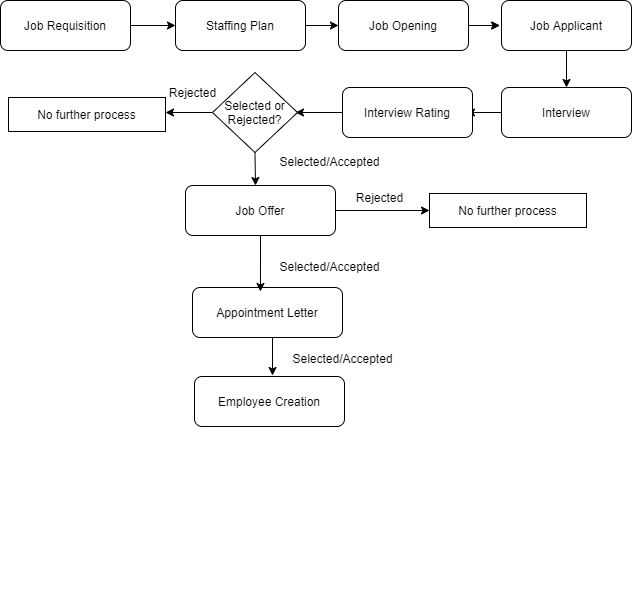 Job Requisition
Staffing Plan
Job Opening
Job Applicant
Rejected
No further process
Selected or
Rejected?
Interview Rating
Interview
Selected/Accepted
Job Offer
Rejected
No further process
Selected/Accepted
Appointment Letter
Selected/Accepted
Employee Creation